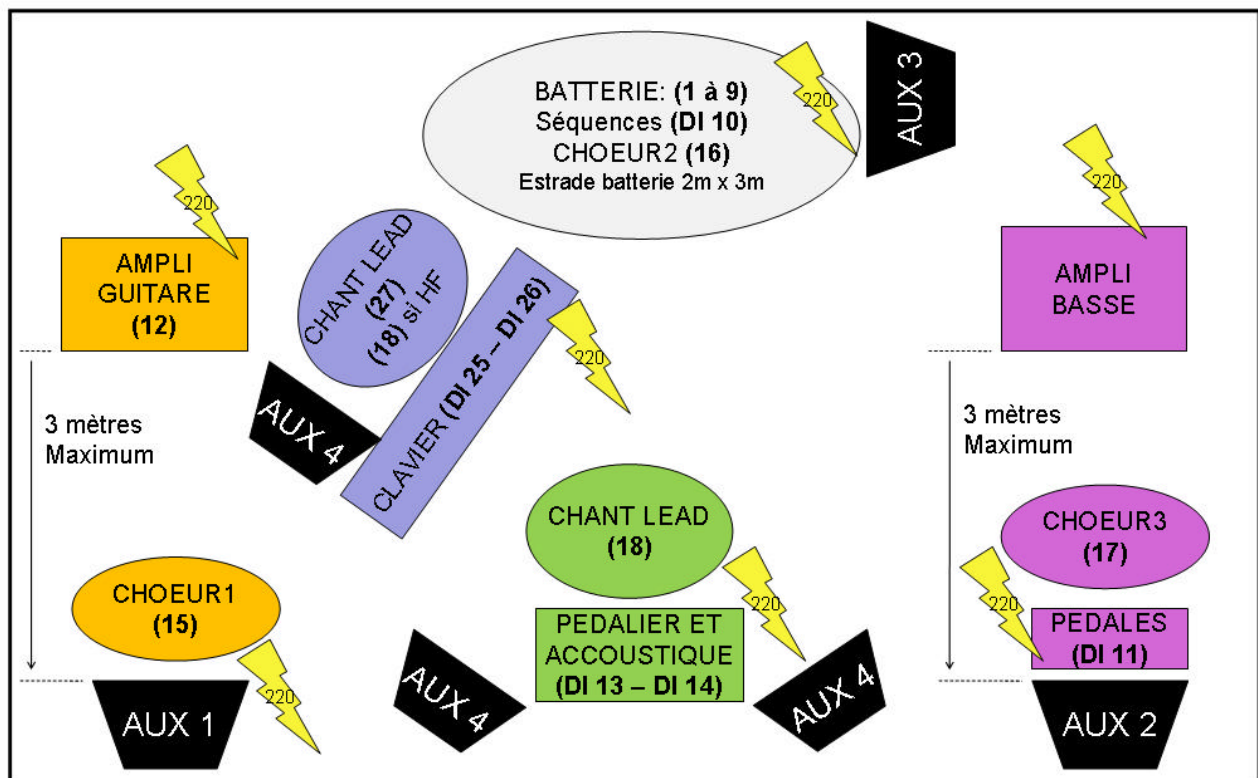 BATTERIE: (1 à 9)
Séquences (DI 10)
CHOEUR2 (16)
Estrade batterie 2m x 3m
220
AUX 3
220
AMPLI
GUITARE
(12)
CHANT LEAD
(27)
(18) si HF
CLAVIER (DI 25 – DI 26)
220
AUX 4
220
AMPLI
BASSE
3 mètres
Maximum
3 mètres
Maximum
CHANT LEAD
(18)
220
PEDALIER ET
ACCOUSTIQUE
(DI 13 – DI 14)
CHOEUR3
(17)
220
PEDALES
(DI 11)
CHOEUR1
(15)
220
AUX 1
AUX 4
AUX 4
AUX 2